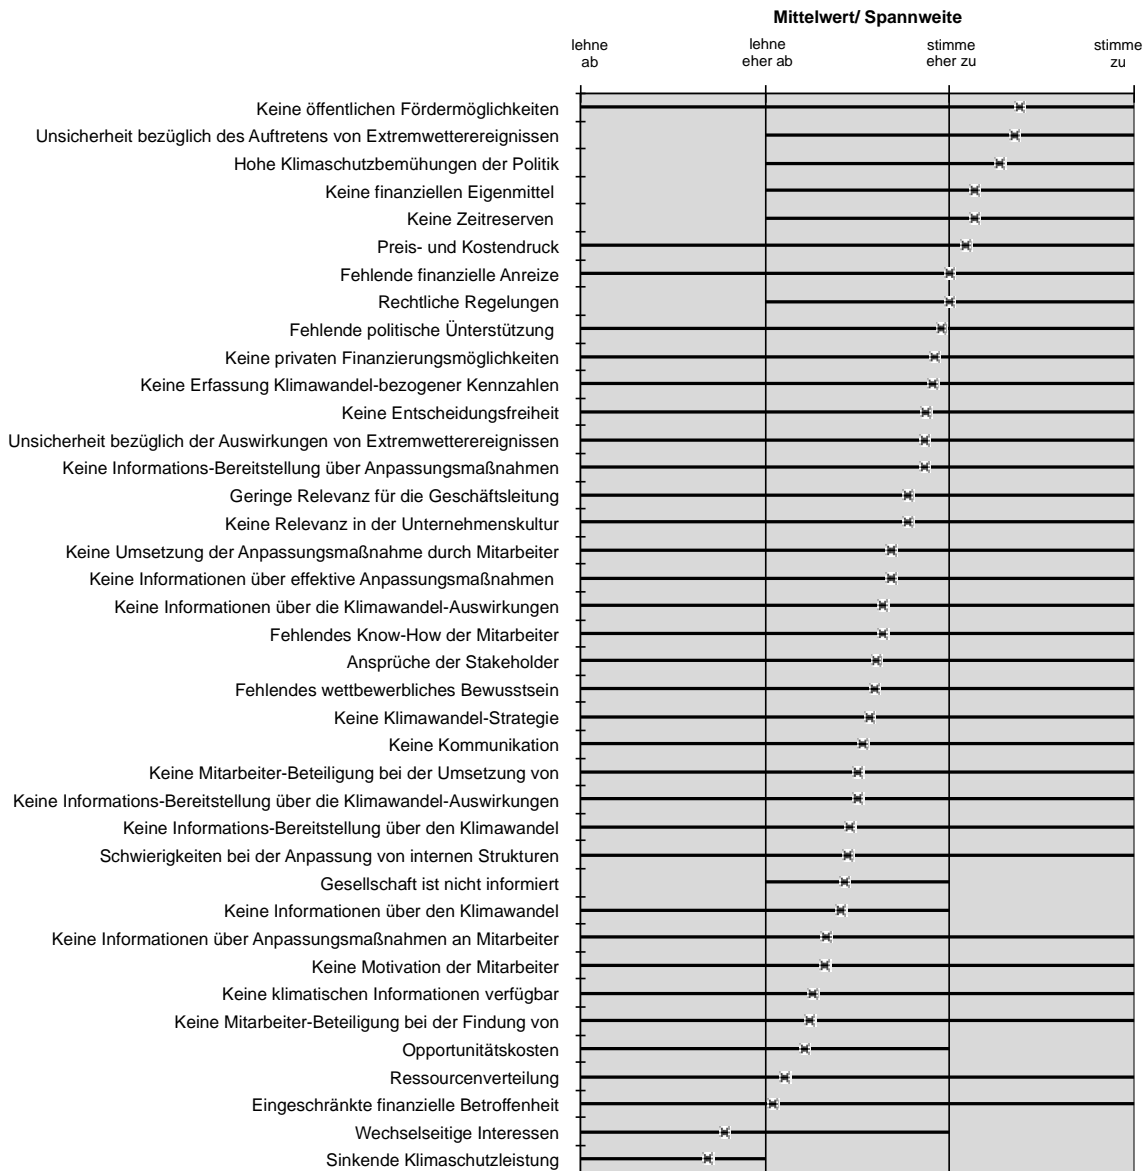 Mittelwert/ Spannweite
lehne
ab
lehne
eher ab
stimme
eher zu
stimme
zu
Keine öffentlichen Fördermöglichkeiten
Unsicherheit bezüglich des Auftretens von Extremwetterereignissen
Hohe Klimaschutzbemühungen der Politik
Keine finanziellen Eigenmittel
Keine Zeitreserven
Preis- und Kostendruck
Fehlende finanzielle Anreize
Rechtliche Regelungen
Fehlende politische Ünterstützung
Keine privaten Finanzierungsmöglichkeiten
Keine Erfassung Klimawandel-bezogener Kennzahlen
Keine Entscheidungsfreiheit
Unsicherheit bezüglich der Auswirkungen von Extremwetterereignissen
Keine Informations-Bereitstellung über Anpassungsmaßnahmen
Geringe Relevanz für die Geschäftsleitung
Keine Relevanz in der Unternehmenskultur
Keine Umsetzung der Anpassungsmaßnahme durch Mitarbeiter
Keine Informationen über effektive Anpassungsmaßnahmen
Keine Informationen über die Klimawandel-Auswirkungen
Fehlendes Know-How der Mitarbeiter
Ansprüche der Stakeholder
Fehlendes wettbewerbliches Bewusstsein
Keine Klimawandel-Strategie
Keine Kommunikation
Keine Mitarbeiter-Beteiligung bei der Umsetzung von
Keine Informations-Bereitstellung über die Klimawandel-Auswirkungen
Keine Informations-Bereitstellung über den Klimawandel
Schwierigkeiten bei der Anpassung von internen Strukturen
Gesellschaft ist nicht informiert
Keine Informationen über den Klimawandel
Keine Informationen über Anpassungsmaßnahmen an Mitarbeiter
Keine Motivation der Mitarbeiter
Keine klimatischen Informationen verfügbar
Keine Mitarbeiter-Beteiligung bei der Findung von
Opportunitätskosten
Ressourcenverteilung
Eingeschränkte finanzielle Betroffenheit
Wechselseitige Interessen
Sinkende Klimaschutzleistung